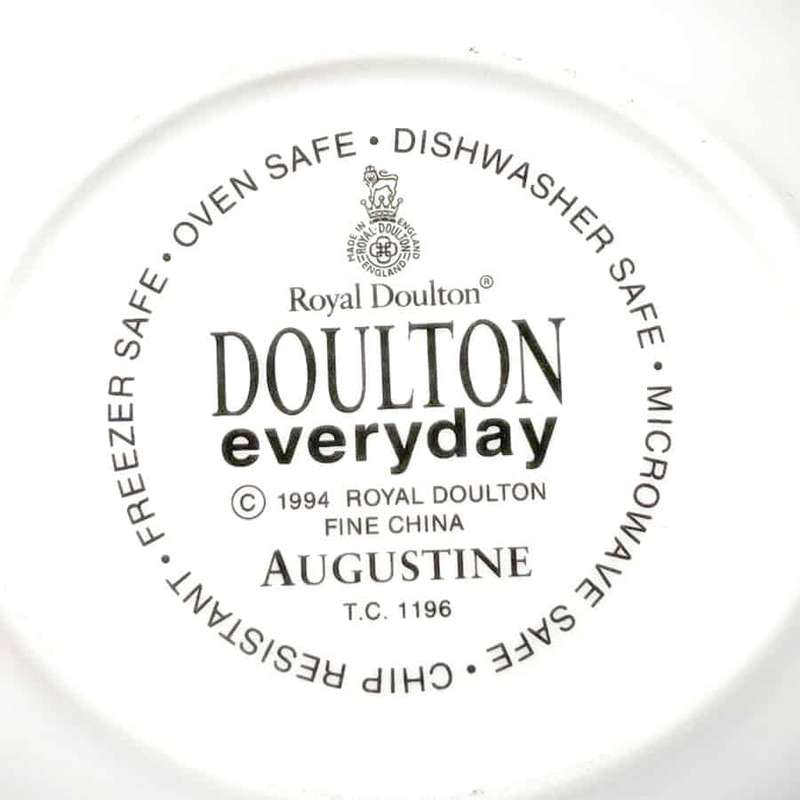 OVEN SAFE • DISHWASHER SAFE • MICROWAVE SAFE • CHIP RESISTANT • FREEZER SAFE •
MADE IN ENGLAND
ROYAL · DOULTON
ENGLAND
Royal Doulton®
DOULTON
everyday
© 1994 ROYAL DOULTON
FINE CHINA
AUGUSTINE
T.C. 1196